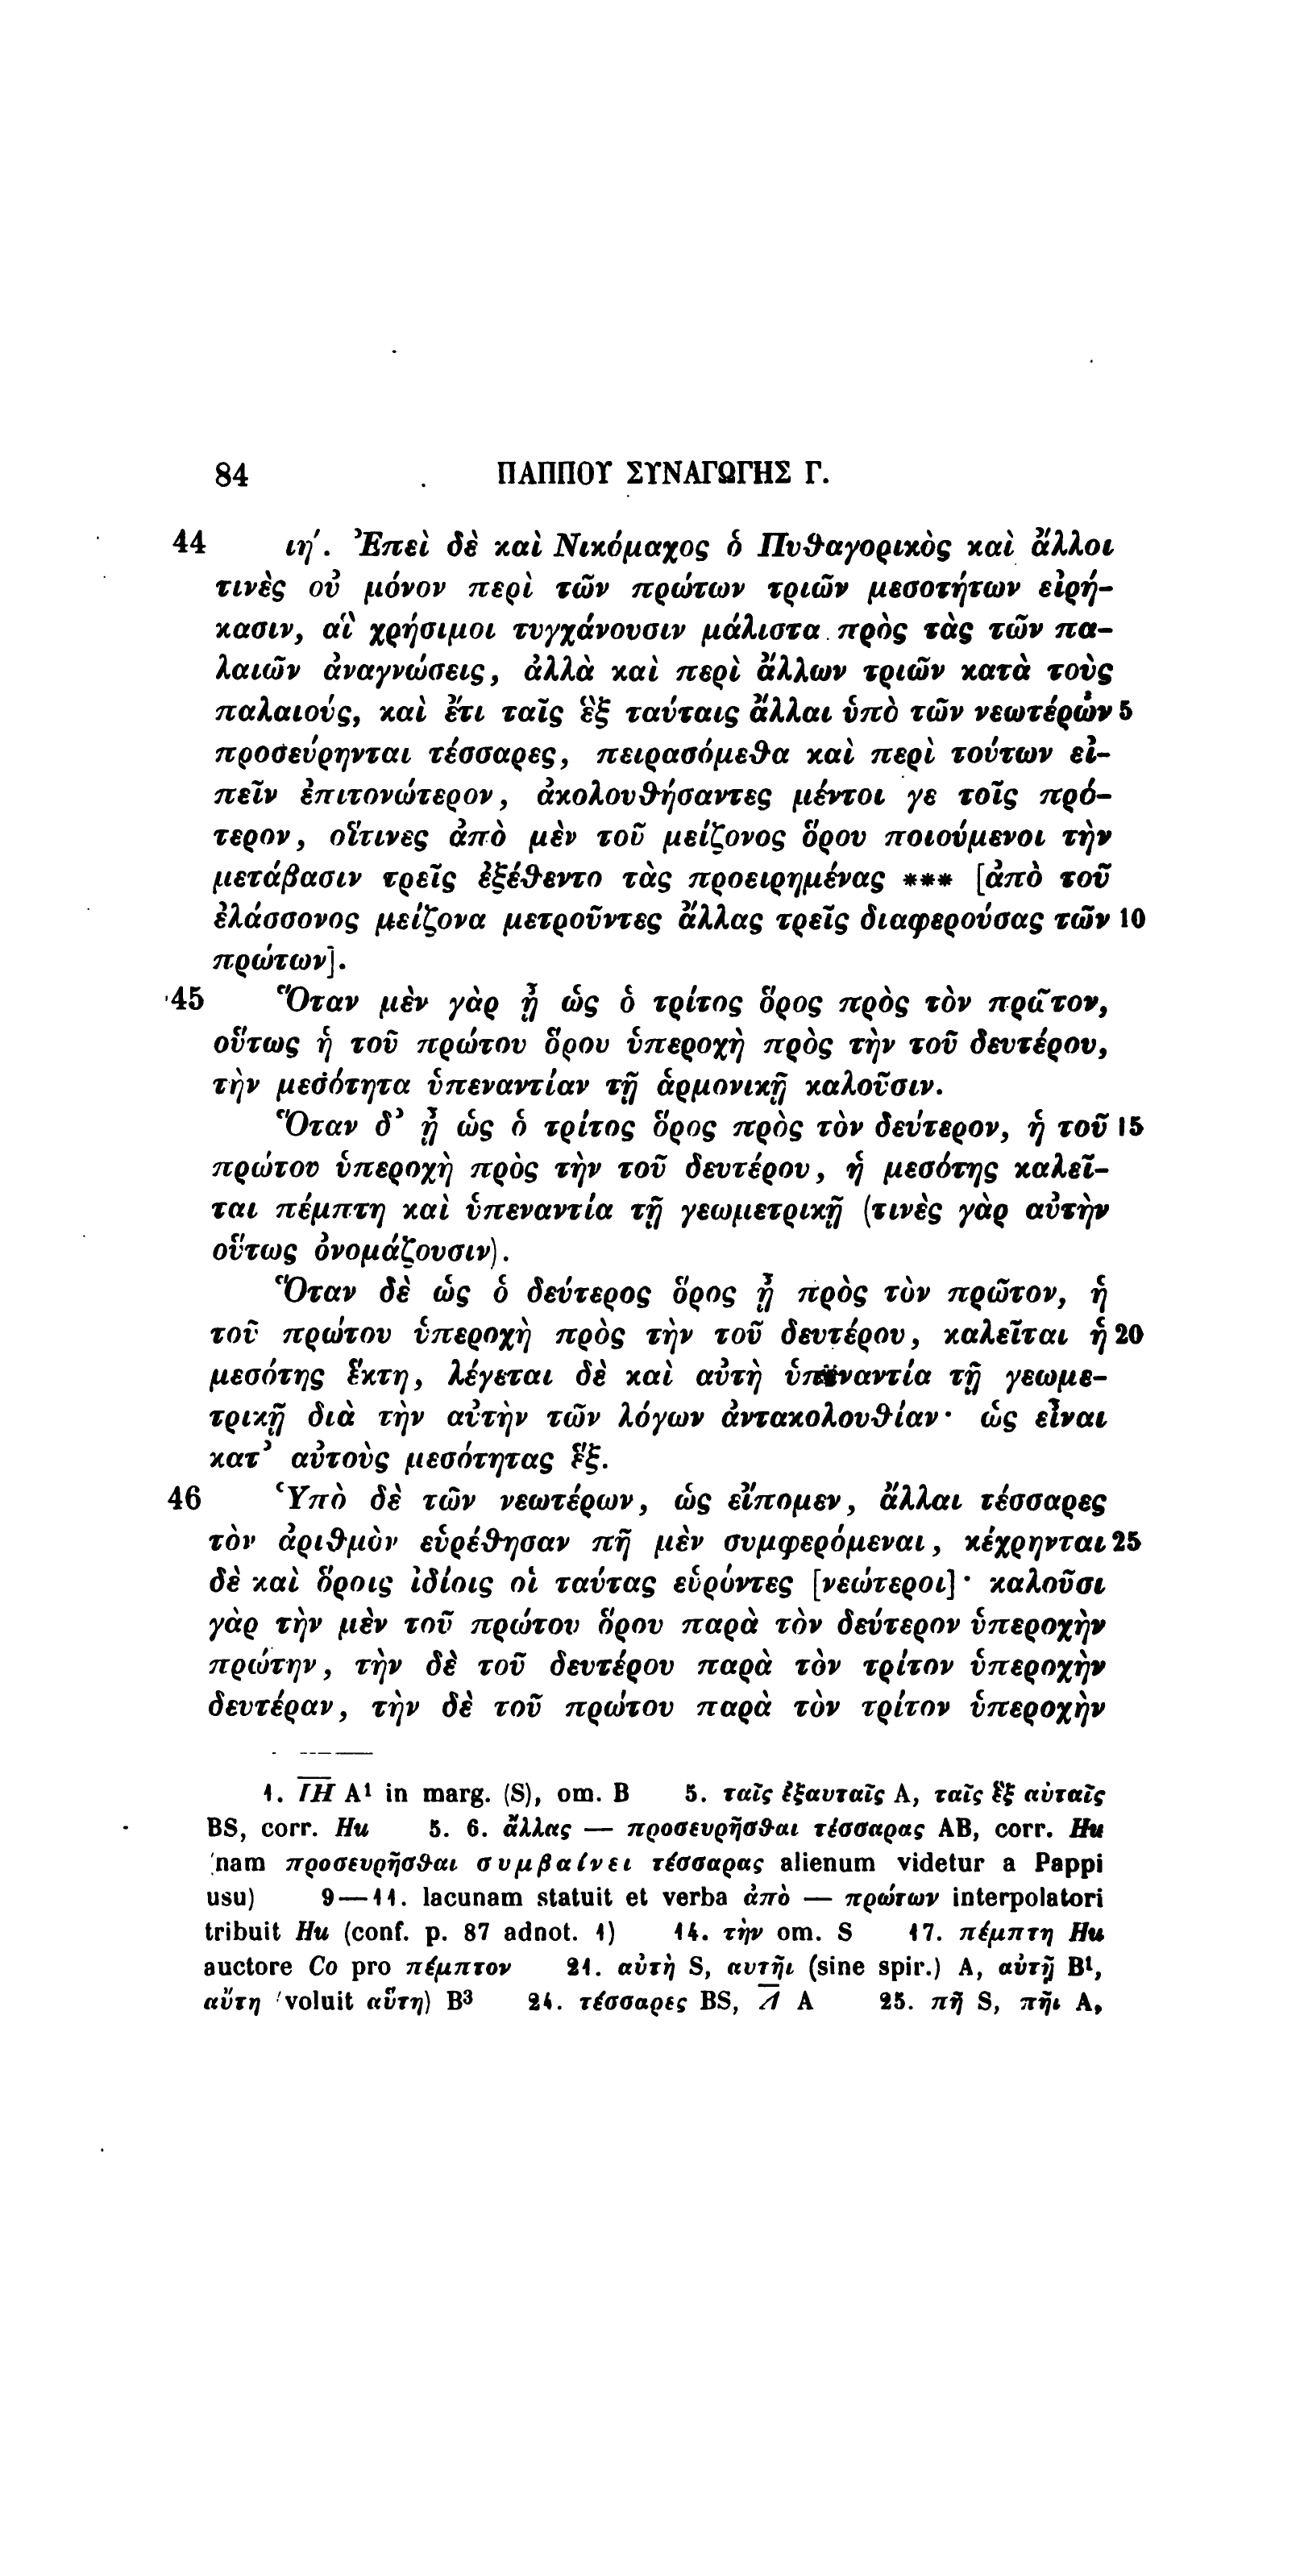 84 ΠΑΠΠΟΥ ΣΥΝΑΓΩΓΗΣ Γ.
44 ιη΄. Ἐπεὶ δὲ καὶ Νικόμαχος ὁ Πυθαγορικὸς καὶ ἄλλοι
τινὲς οὐ μόνον περὶ τῶν πρώτων τριῶν μεσοτήτων εἰρή-
κασιν, αἳ χρήσιμοι τυγχάνουσιν μάλιστα πρὸς τὰς τῶν πα-
λαιῶν ἀναγνώσεις, ἀλλὰ καὶ περὶ ἄλλων τριῶν κατὰ τοὺς
παλαιούς, καὶ ἔτι ταῖς ἓξ ταύταις ἄλλαι ὑπὸ τῶν νεωτέρων 5
προσεύρηνται τέσσαρες, πειρασόμεθα καὶ περὶ τούτων εἰ-
πεῖν ἐπιτονώτερον, ἀκολουθήσαντες μέντοι γε τοῖς πρό-
τερον, οἵτινες ἀπὸ μὲν τοῦ μείζονος ὅρου ποιούμενοι τὴν
μετάβασιν τρεῖς ἐξέθεντο τὰς προειρημένας *** [ἀπὸ τοῦ
ἐλάσσονος μείζονα μετροῦντες ἄλλας τρεῖς διαφερούσας τῶν 10
πρώτων].
45 Ὅταν μὲν γὰρ ᾖ ὡς ὁ τρίτος ὅρος πρὸς τὸν πρῶτον,
οὕτως ἡ τοῦ πρώτου ὅρου ὑπεροχὴ πρὸς τὴν τοῦ δευτέρου,
τὴν μεσότητα ὑπεναντίαν τῇ ἁρμονικῇ καλοῦσιν.
Ὅταν δ' ᾖ ὡς ὁ τρίτος ὅρος πρὸς τὸν δεύτερον, ἡ τοῦ 15
πρώτου ὑπεροχὴ πρὸς τὴν τοῦ δευτέρου, ἡ μεσότης καλεῖ-
ται πέμπτη καὶ ὑπεναντία τῇ γεωμετρικῇ (τινὲς γὰρ αὐτὴν
οὕτως ὀνομάζουσιν).
Ὅταν δὲ ὡς ὁ δεύτερος ὅρος ᾖ πρὸς τὸν πρῶτον, ἡ
τοῦ πρώτου ὑπεροχὴ πρὸς τὴν τοῦ δευτέρου, καλεῖται ἡ 20
μεσότης ἕκτη, λέγεται δὲ καὶ αὐτὴ ὑπεναντία τῇ γεωμε-
τρικῇ διὰ τὴν αὐτὴν τῶν λόγων ἀντακολουθίαν· ὡς εἶναι
κατ' αὐτοὺς μεσότητας ἕξ.
46 Ὑπὸ δὲ τῶν νεωτέρων, ὡς εἴπομεν, ἄλλαι τέσσαρες
τὸν ἀριθμὸν εὑρέθησαν πῆ μὲν συμφερόμεναι, κέχρηνται 25
δὲ καὶ ὅροις ἰδίοις οἱ ταύτας εὑρόντες [νεώτεροι]· καλοῦσι
γὰρ τὴν μὲν τοῦ πρώτου ὅρου παρὰ τὸν δεύτερον ὑπεροχὴν
πρώτην, τὴν δὲ τοῦ δευτέρου παρὰ τὸν τρίτον ὑπεροχὴν
δευτέραν, τὴν δὲ τοῦ πρώτου παρὰ τὸν τρίτον ὑπεροχὴν
1. ΙΗ A¹ in marg. (S), om. B 5. ταῖς ἐξαυταῖς A, ταῖς ἓξ αὐταῖς
BS, corr. Hu 5. 6. ἄλλας — προσευρῆσθαι τέσσαρας AB, corr. Hu
(nam προσευρῆσθαι συμβαίνει τέσσαρας alienum videtur a Pappi
usu) 9—11. lacunam statuit et verba ἀπὸ — πρώτων interpolatori
tribuit Hu (conf. p. 87 adnot. 1) 14. τὴν om. S 17. πέμπτη Hu
auctore Co pro πέμπτον 21. αὐτὴ S, αυτῆι (sine spir.) A, αὐτῇ B¹,
αὔτη (voluit αὕτη) B³ 24. τέσσαρες BS, Δ A 25. πῆ S, πῆι A,